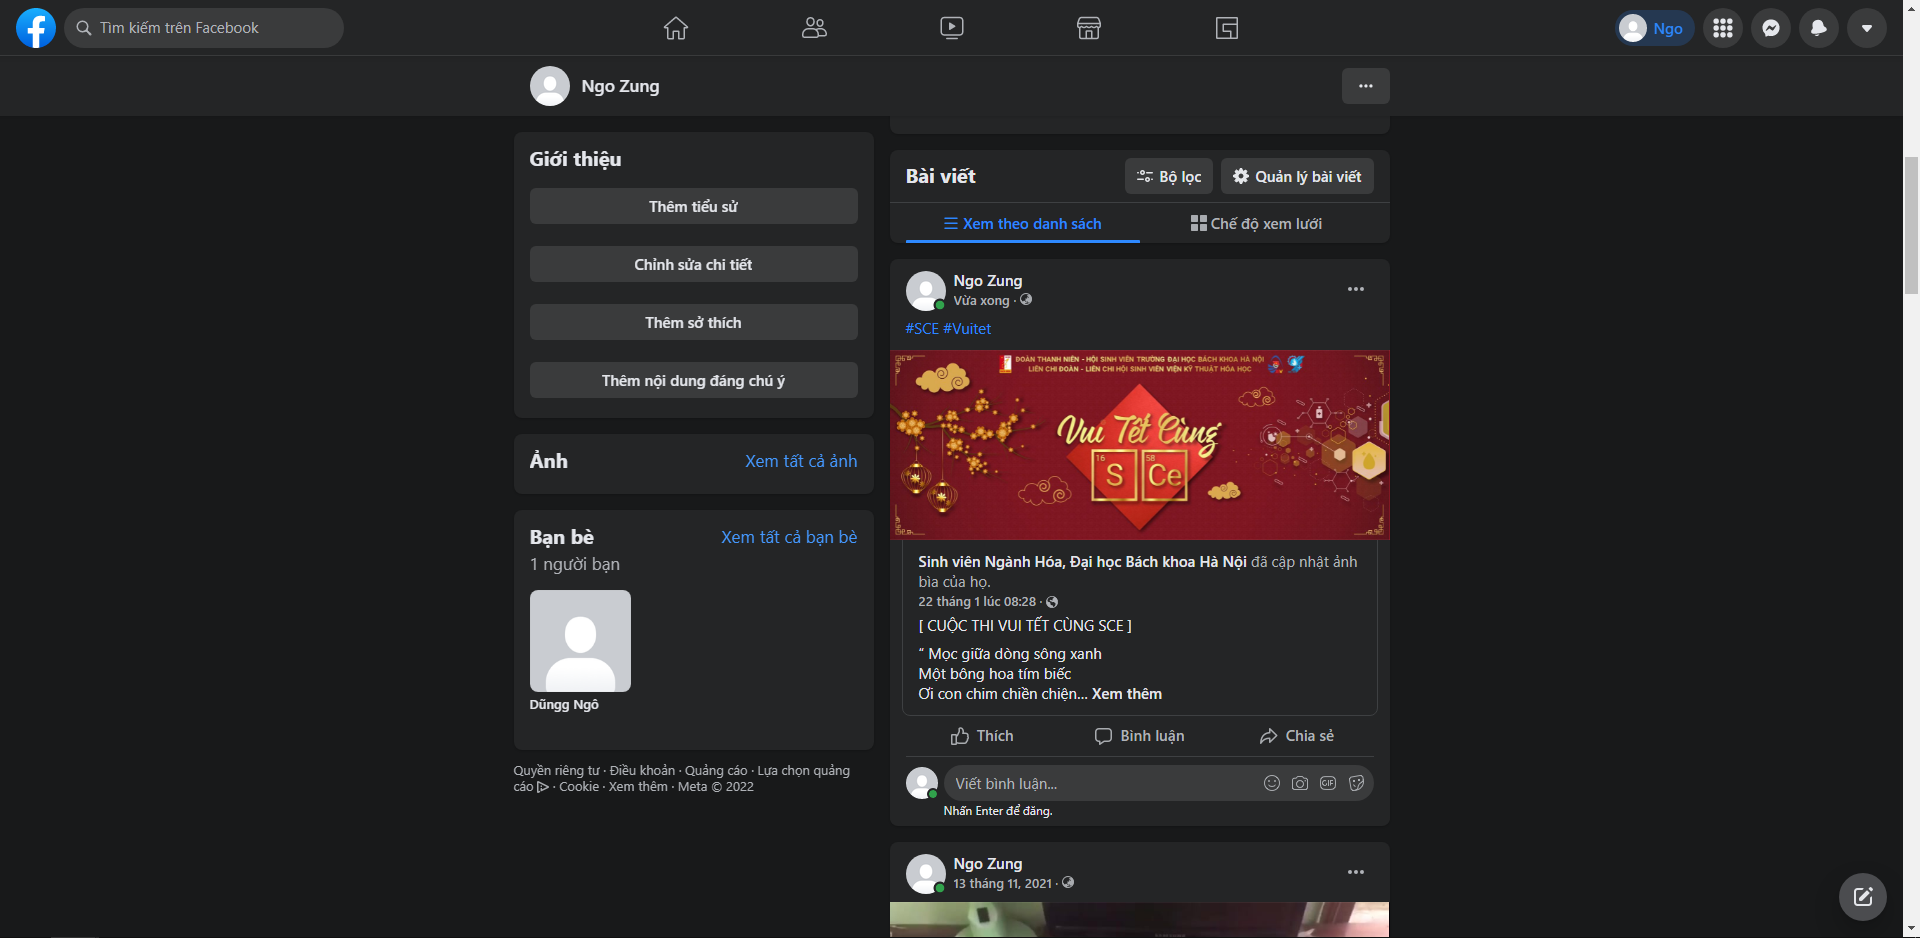 Tìm kiếm trên Facebook
Ngo
Ngo Zung
Giới thiệu
Thêm tiểu sử
Chỉnh sửa chi tiết
Thêm sở thích
Thêm nội dung đáng chú ý
Ảnh
Xem tất cả ảnh
Bạn bè
Xem tất cả bạn bè
1 người bạn
Dũngg Ngô
Quyền riêng tư · Điều khoản · Quảng cáo · Lựa chọn quảng
cáo · Cookie · Xem thêm · Meta © 2022
Bài viết
Bộ lọc
Quản lý bài viết
Xem theo danh sách
Chế độ xem lưới
Ngo Zung
Vừa xong ·
#SCE #Vuitet
ĐOÀN THANH NIÊN - HỘI SINH VIÊN TRƯỜNG ĐẠI HỌC BÁCH KHOA HÀ NỘI
LIÊN CHI ĐOÀN - LIÊN CHI HỘI SINH VIÊN VIỆN KỸ THUẬT HÓA HỌC
Vui Tết Cùng
16
S
58
Ce
Sinh viên Ngành Hóa, Đại học Bách khoa Hà Nội đã cập nhật ảnh
bìa của họ.
22 tháng 1 lúc 08:28 ·
[ CUỘC THI VUI TẾT CÙNG SCE ]
“ Mọc giữa dòng sông xanh
Một bông hoa tím biếc
Ơi con chim chiền chiện... Xem thêm
Thích
Bình luận
Chia sẻ
Viết bình luận...
GIF
Nhấn Enter để đăng.
Ngo Zung
13 tháng 11, 2021 ·